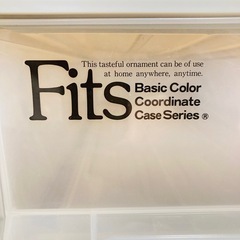 This tasteful ornament can be of use
at home anywhere, anytime.
Fits
Basic Color
Coordinate
Case Series ®